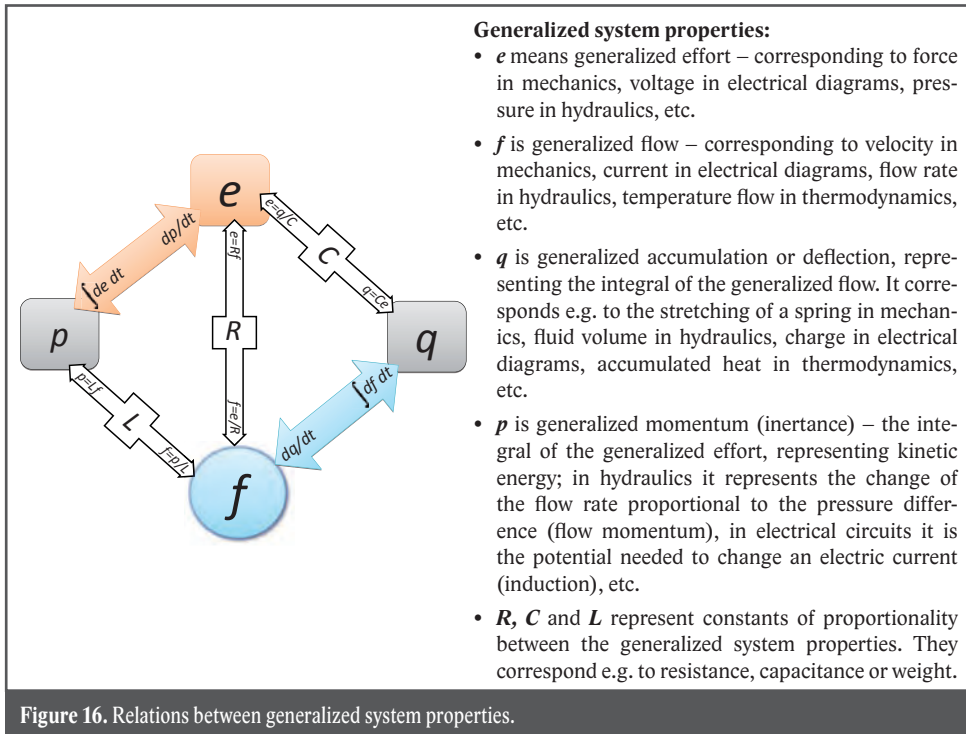 Generalized system properties:
• e means generalized effort – corresponding to force
in mechanics, voltage in electrical diagrams, pres-
sure in hydraulics, etc.
• f is generalized flow – corresponding to velocity in
mechanics, current in electrical diagrams, flow rate
in hydraulics, temperature flow in thermodynamics,
etc.
• q is generalized accumulation or deflection, repre-
senting the integral of the generalized flow. It corre-
sponds e.g. to the stretching of a spring in mechan-
ics, fluid volume in hydraulics, charge in electrical
diagrams, accumulated heat in thermodynamics,
etc.
• p is generalized momentum (inertance) – the inte-
gral of the generalized effort, representing kinetic
energy; in hydraulics it represents the change of
the flow rate proportional to the pressure differ-
ence (flow momentum), in electrical circuits it is
the potential needed to change an electric current
(induction), etc.
• R, C and L represent constants of proportionality
between the generalized system properties. They
correspond e.g. to resistance, capacitance or weight.
e
dp/dt
∫de dt
e=q/C
C
q=Ce
e=Rf
R
f=e/R
p
q
p=Lf
L
f=p/L
∫df dt
dq/dt
f
Figure 16. Relations between generalized system properties.